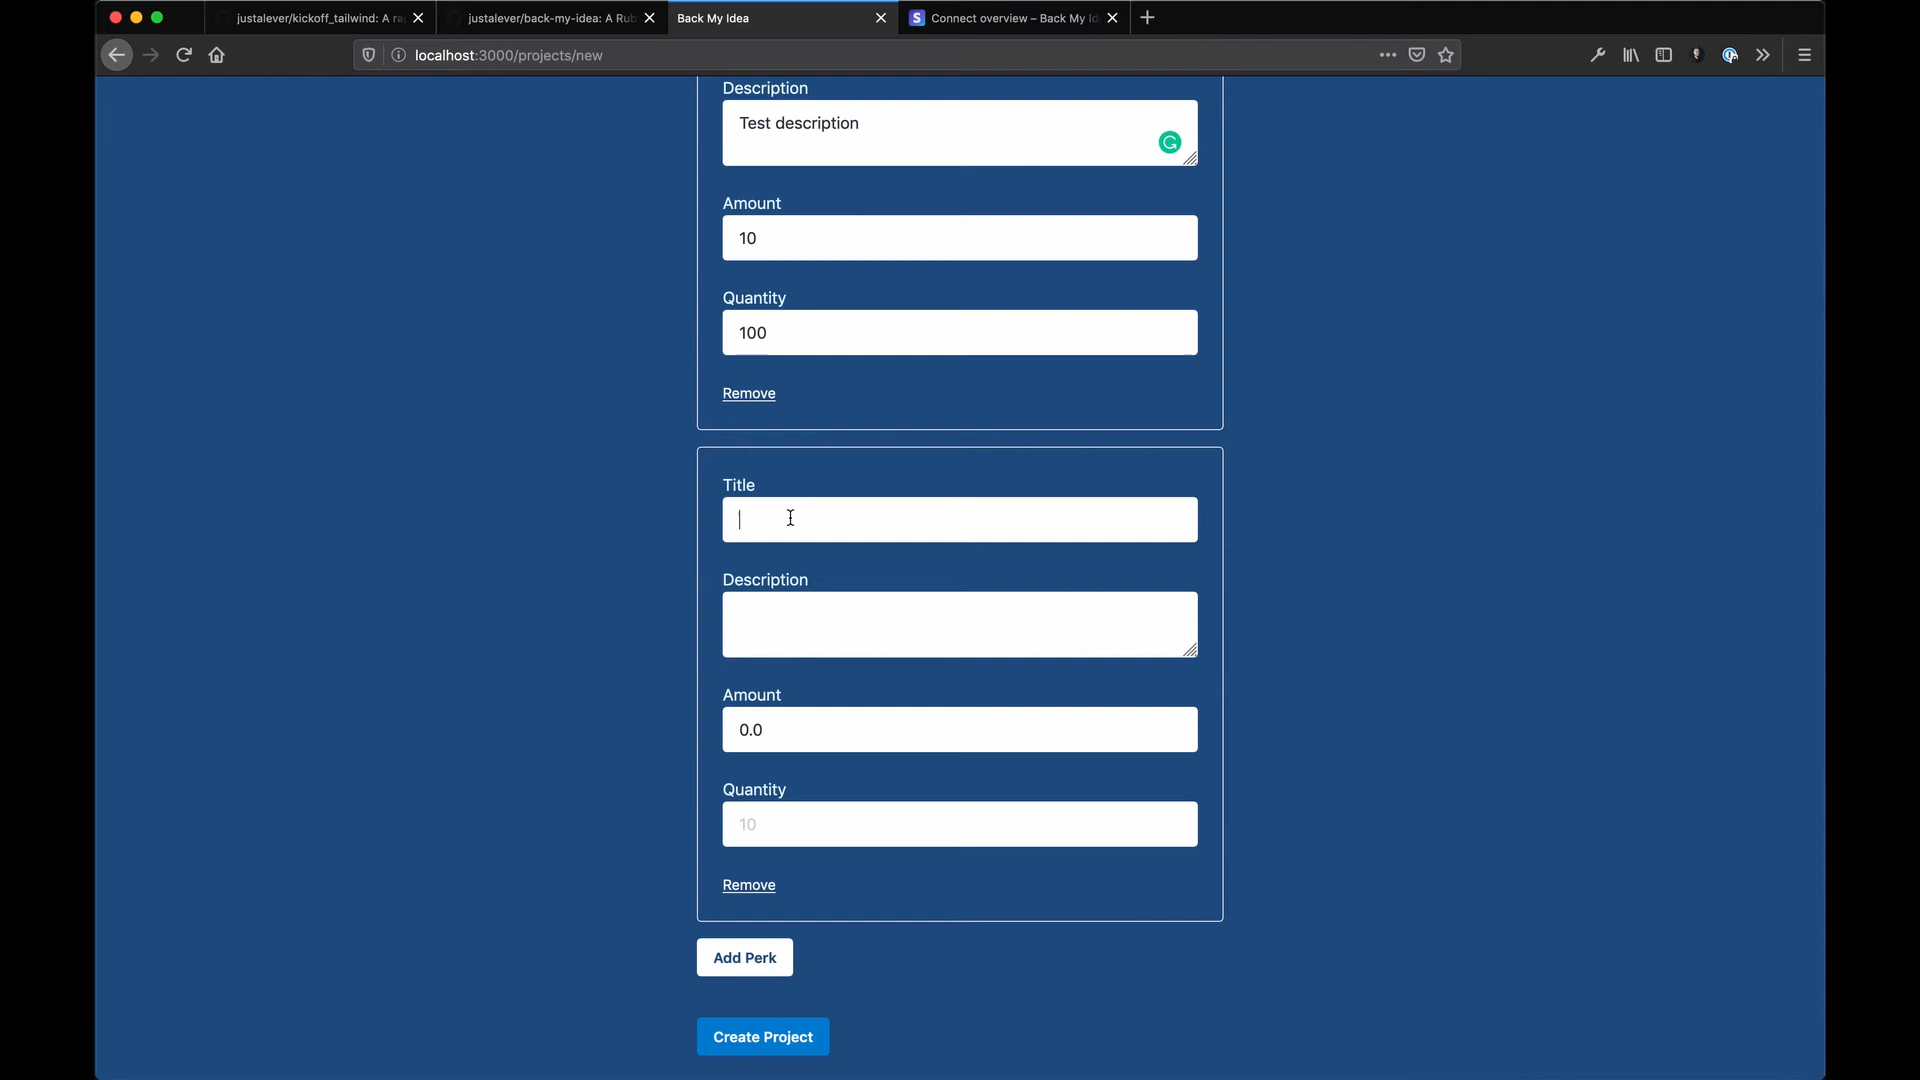 justalever/kickoff_tailwind: A ra
justalever/back-my-idea: A Rub
Back My Idea
Connect overview – Back My Id
localhost:3000/projects/new
Description
Test description
Amount
10
Quantity
100
Remove
Title
Description
Amount
0.0
Quantity
10
Remove
Add Perk
Create Project